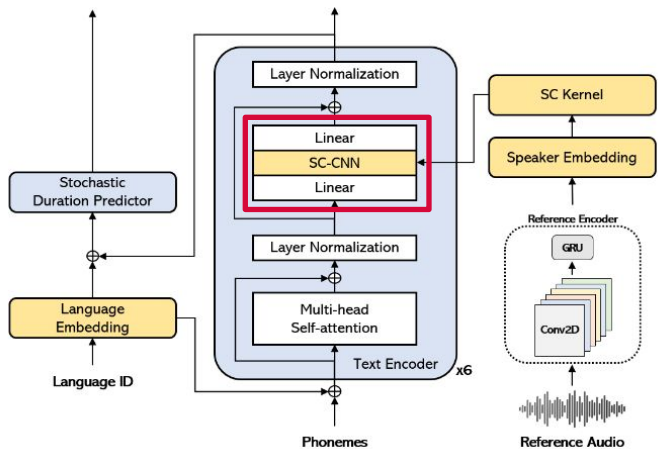 Layer Normalization
Linear
SC-CNN
Linear
Layer Normalization
Multi-head
Self-attention
Text Encoder
x6
Phonemes
Stochastic
Duration Predictor
Language
Embedding
Language ID
SC Kernel
Speaker Embedding
Reference Encoder
GRU
Conv2D
Reference Audio